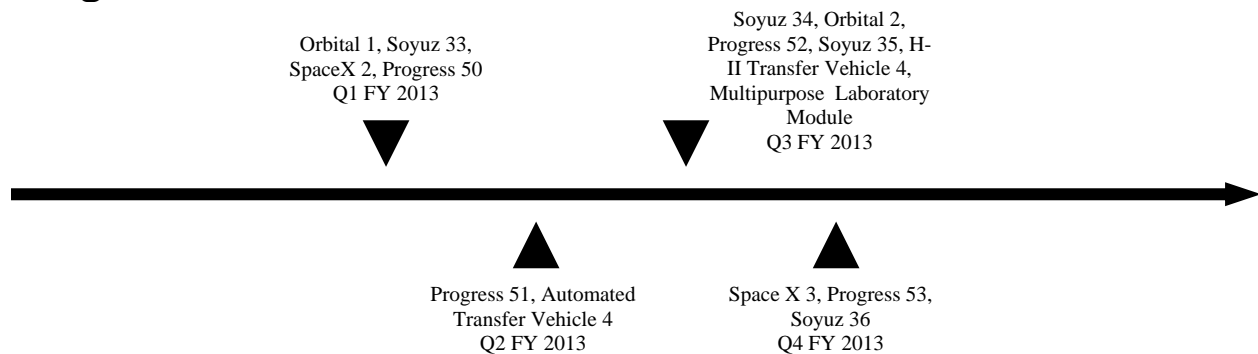 Orbital 1, Soyuz 33,
SpaceX 2, Progress 50
Q1 FY 2013
Soyuz 34, Orbital 2,
Progress 52, Soyuz 35, H-
II Transfer Vehicle 4,
Multipurpose Laboratory
Module
Q3 FY 2013
Progress 51, Automated
Transfer Vehicle 4
Q2 FY 2013
Space X 3, Progress 53,
Soyuz 36
Q4 FY 2013